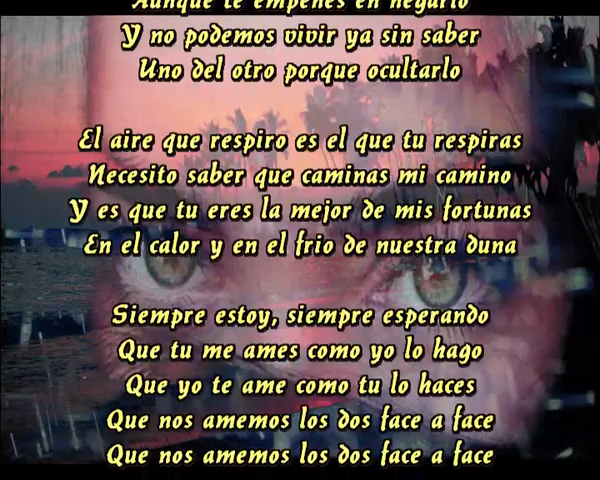 Aunque te empeñes en negarlo
Y no podemos vivir ya sin saber
Uno del otro porque ocultarlo
El aire que respiro es el que tu respiras
Necesito saber que caminas mi camino
Y es que tu eres la mejor de mis fortunas
En el calor y en el frio de nuestra duna
Siempre estoy, siempre esperando
Que tu me ames como yo lo hago
Que yo te ame como tu lo haces
Que nos amemos los dos face a face
Que nos amemos los dos face a face